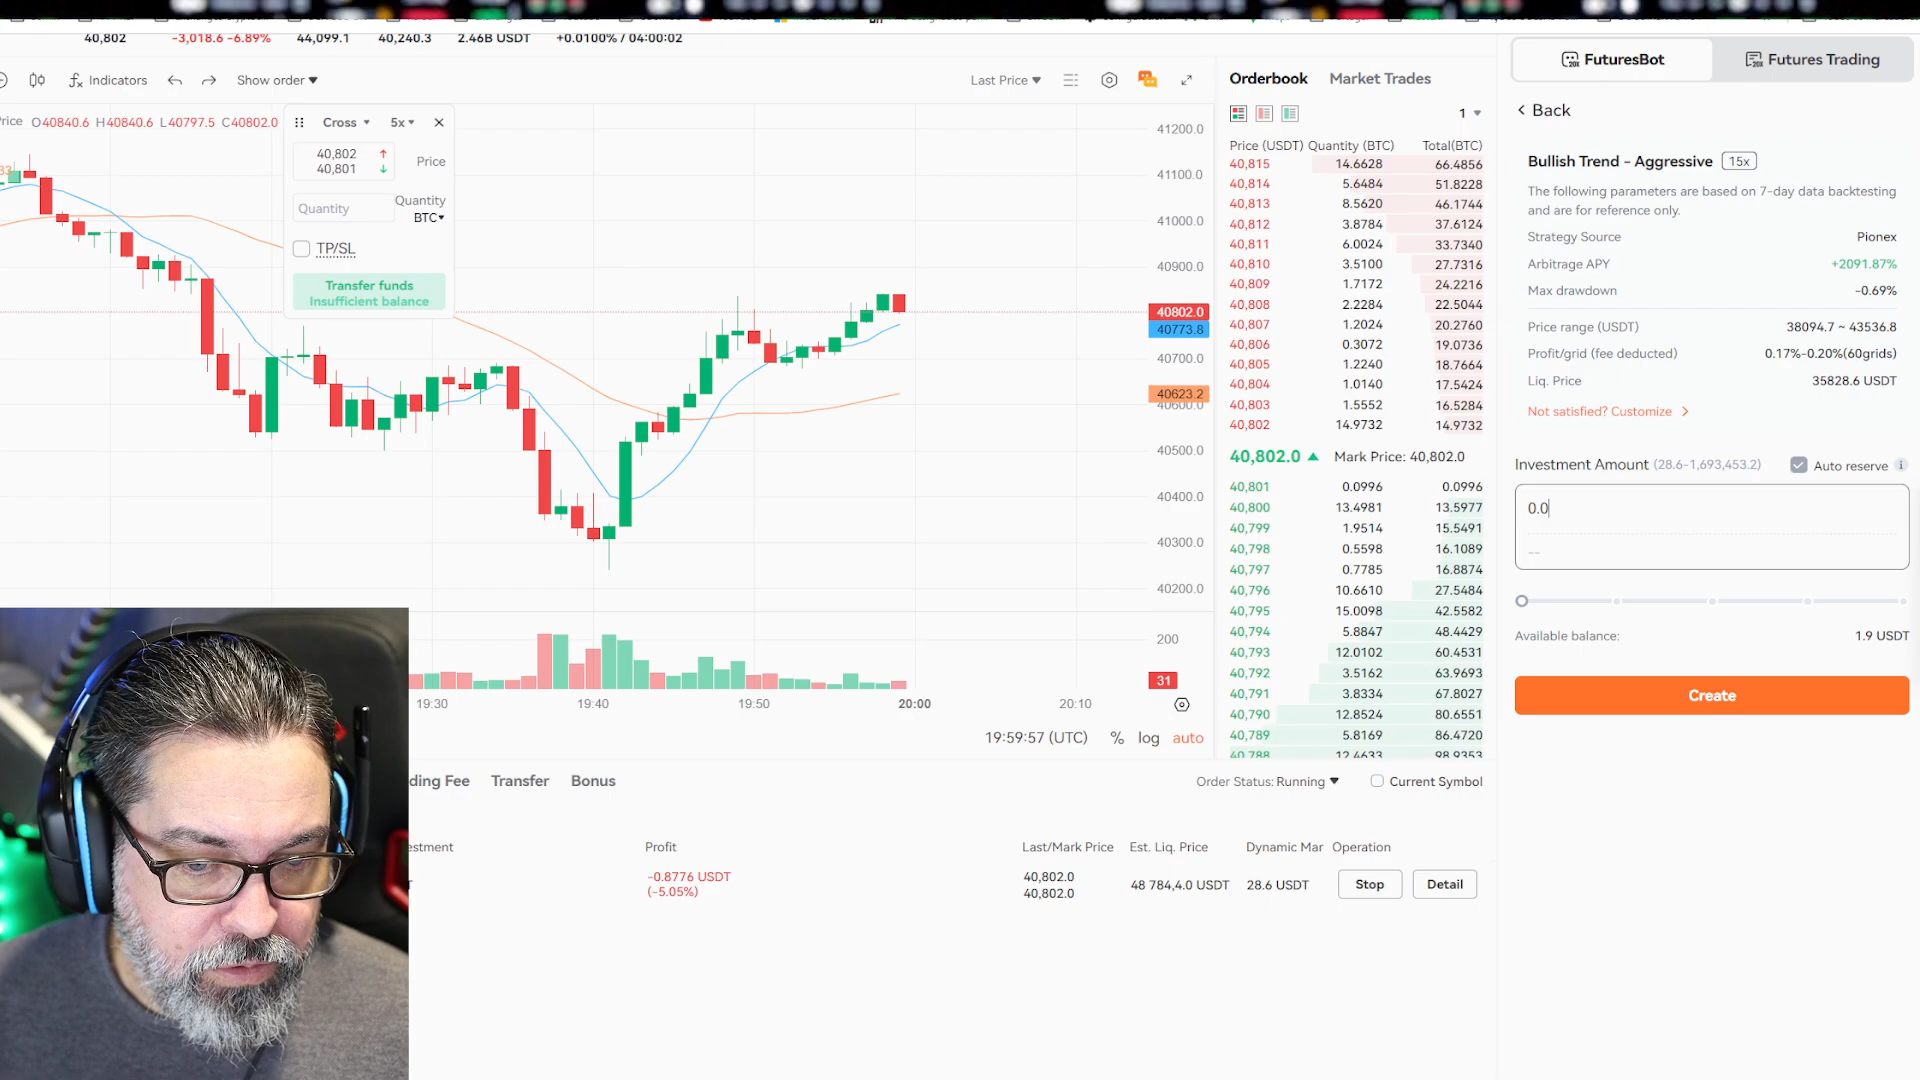 40,802 -3,018.6 -6.89% 44,099.1 40,240.3 2.46B USDT +0.0100% / 04:00:02
Indicators Show order Last Price
rice O40840.6 H40840.6 L40797.5 C40802.0
Cross 5x
40,802
40,801
Price
Quantity
Quantity
BTC
TP/SL
Transfer funds
Insufficient balance
41200.0
41100.0
41000.0
40900.0
40802.0
40773.8
40700.0
40623.2
40600.0
40500.0
40400.0
40300.0
40200.0
200
31
19:30 19:40 19:50 20:00 20:10
19:59:57 (UTC) % log auto
Orderbook Market Trades
1
Price (USDT) Quantity (BTC) Total(BTC)
40,815 14.6628 66.4856
40,814 5.6484 51.8228
40,813 8.5620 46.1744
40,812 3.8784 37.6124
40,811 6.0024 33.7340
40,810 3.5100 27.7316
40,809 1.7172 24.2216
40,808 2.2284 22.5044
40,807 1.2024 20.2760
40,806 0.3072 19.0736
40,805 1.2240 18.7664
40,804 1.0140 17.5424
40,803 1.5552 16.5284
40,802 14.9732 14.9732
40,802.0 Mark Price: 40,802.0
40,801 0.0996 0.0996
40,800 13.4981 13.5977
40,799 1.9514 15.5491
40,798 0.5598 16.1089
40,797 0.7785 16.8874
40,796 10.6610 27.5484
40,795 15.0098 42.5582
40,794 5.8847 48.4429
40,793 12.0102 60.4531
40,792 3.5162 63.9693
40,791 3.8334 67.8027
40,790 12.8524 80.6551
40,789 5.8169 86.4720
40,788 12.4633 98.9353
FuturesBot Futures Trading
Back
Bullish Trend - Aggressive 15x
The following parameters are based on 7-day data backtesting
and are for reference only.
Strategy Source Pionex
Arbitrage APY +2091.87%
Max drawdown -0.69%
Price range (USDT) 38094.7 ~ 43536.8
Profit/grid (fee deducted) 0.17%-0.20%(60grids)
Liq. Price 35828.6 USDT
Not satisfied? Customize
Investment Amount (28.6-1,693,453.2) Auto reserve
0.0
--
Available balance: 1.9 USDT
Create
ding Fee Transfer Bonus
Order Status: Running Current Symbol
estment Profit Last/Mark Price Est. Liq. Price Dynamic Mar Operation
T -0.8776 USDT
(-5.05%)
40,802.0
40,802.0
48 784,4.0 USDT 28.6 USDT Stop Detail